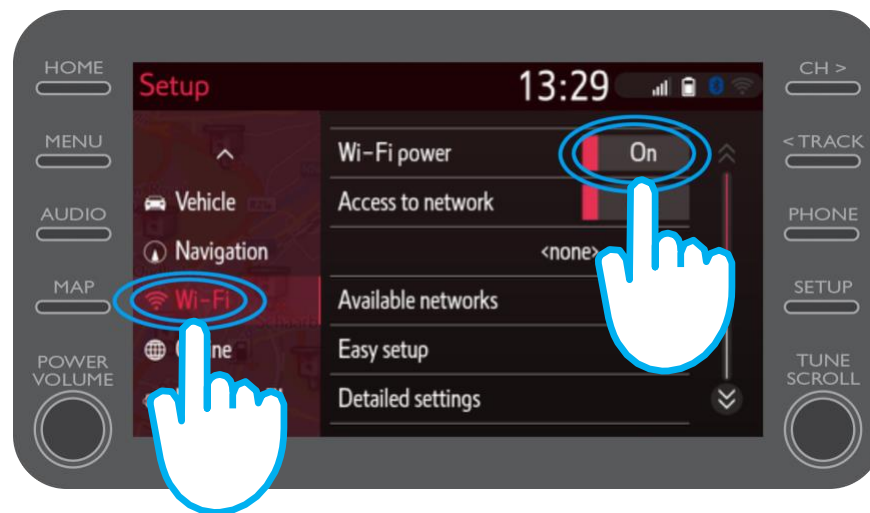 HOME
MENU
AUDIO
MAP
POWER
VOLUME
Setup
13:29
Vehicle
Navigation
Wi-Fi
Wi-Fi power
On
Access to network
<none>
Available networks
Easy setup
Detailed settings
CH >
< TRACK
PHONE
SETUP
TUNE
SCROLL